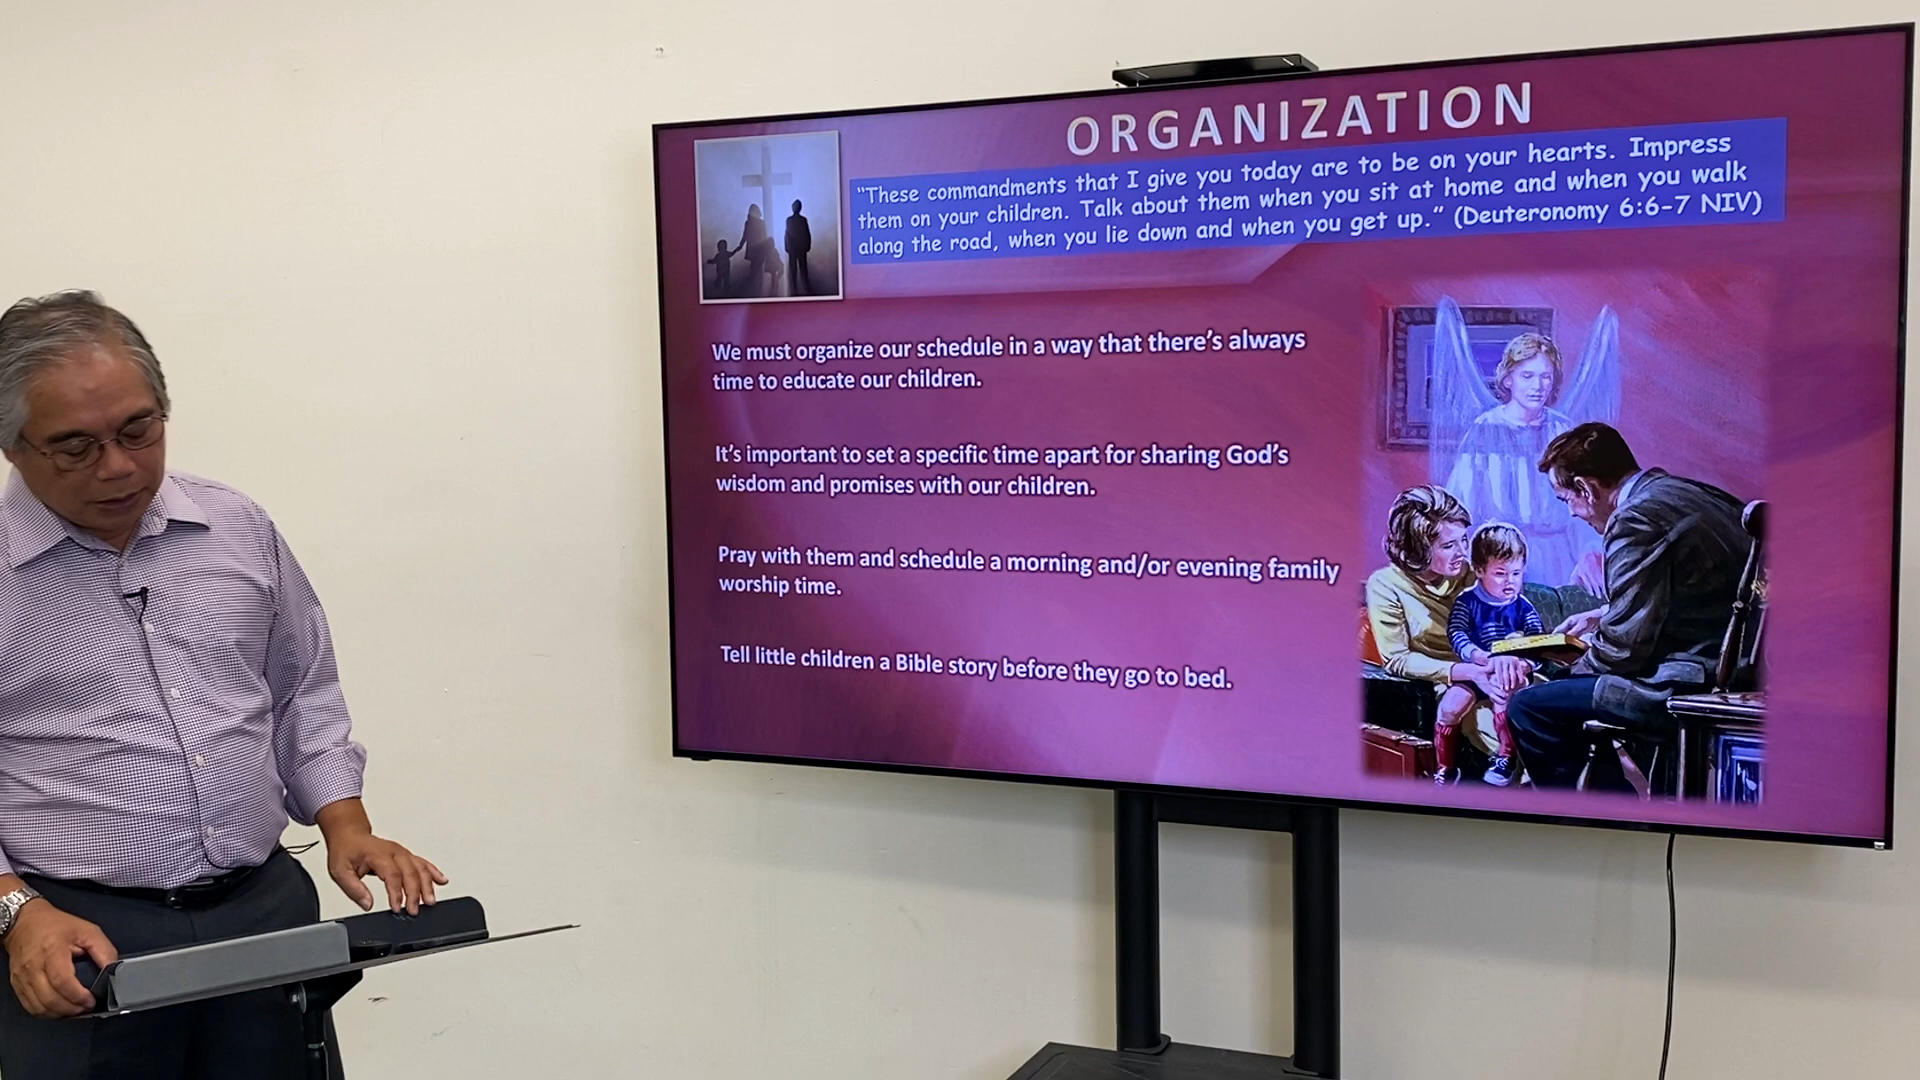 ORGANIZATION
“These commandments that I give you today are to be on your hearts. Impress
them on your children. Talk about them when you sit at home and when you walk
along the road, when you lie down and when you get up.” (Deuteronomy 6:6-7 NIV)
We must organize our schedule in a way that there’s always
time to educate our children.
It’s important to set a specific time apart for sharing God’s
wisdom and promises with our children.
Pray with them and schedule a morning and/or evening family
worship time.
Tell little children a Bible story before they go to bed.